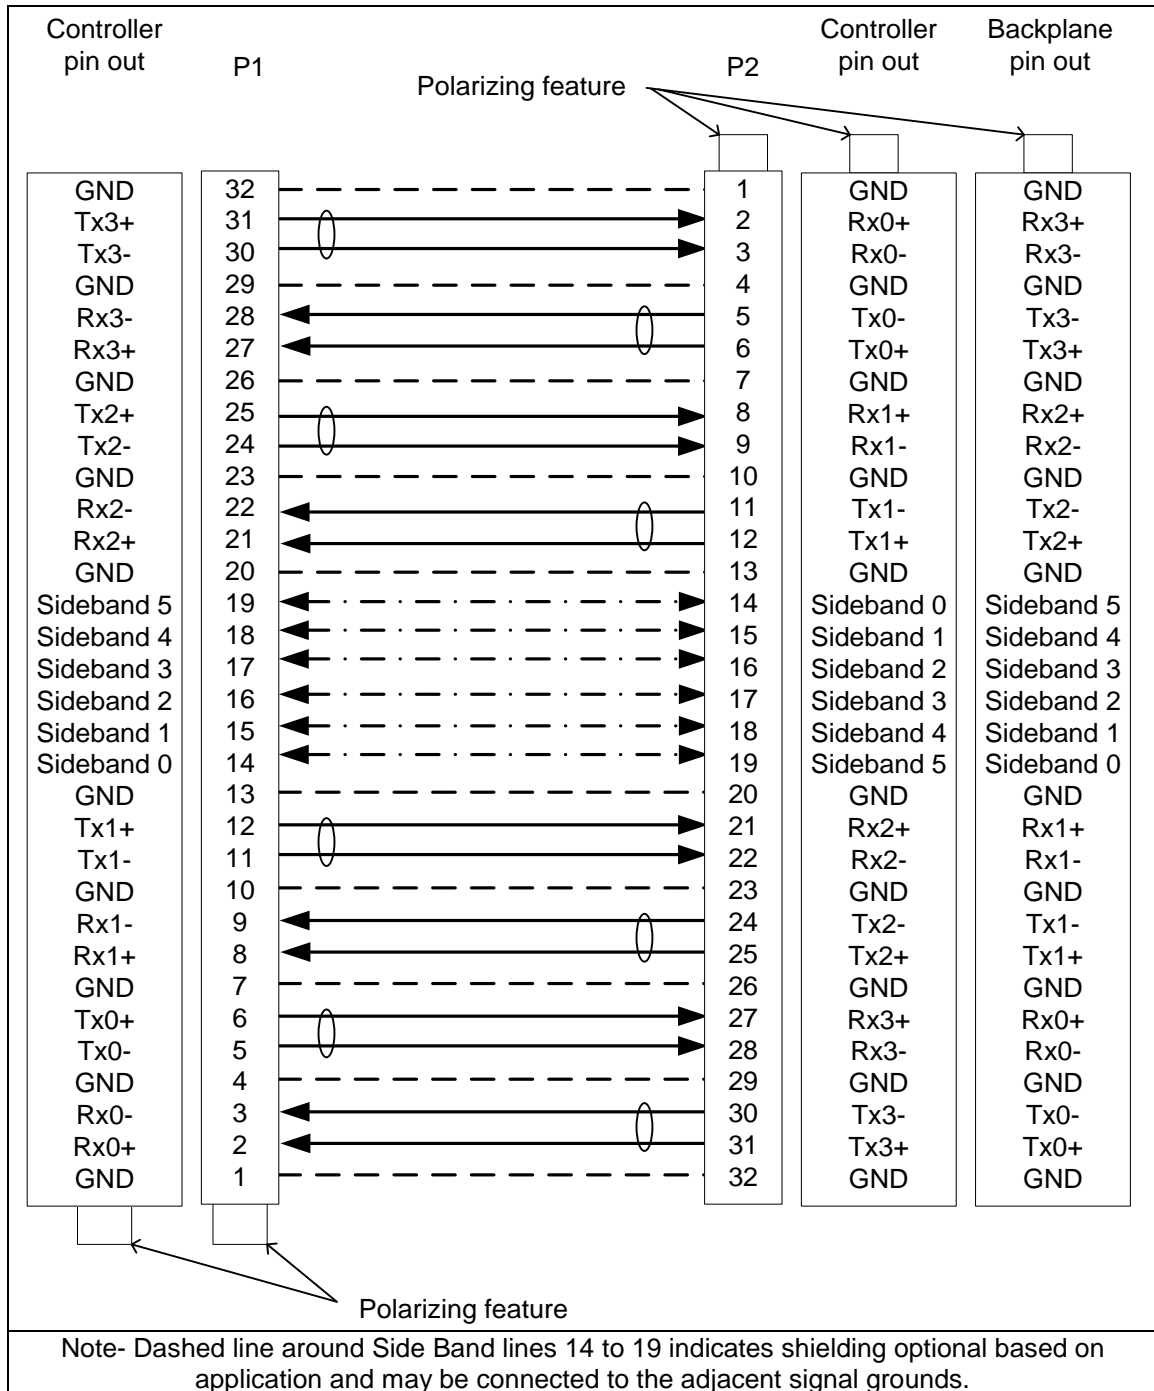 Controller pin out P1 P2 Controller pin out Backplane pin out
Polarizing feature
GND 32 1 GND GND
Tx3+ 31 2 Rx0+ Rx3+
Tx3- 30 3 Rx0- Rx3-
GND 29 4 GND GND
Rx3- 28 5 Tx0- Tx3-
Rx3+ 27 6 Tx0+ Tx3+
GND 26 7 GND GND
Tx2+ 25 8 Rx1+ Rx2+
Tx2- 24 9 Rx1- Rx2-
GND 23 10 GND GND
Rx2- 22 11 Tx1- Tx2-
Rx2+ 21 12 Tx1+ Tx2+
GND 20 13 GND GND
Sideband 5 19 14 Sideband 0 Sideband 5
Sideband 4 18 15 Sideband 1 Sideband 4
Sideband 3 17 16 Sideband 2 Sideband 3
Sideband 2 16 17 Sideband 3 Sideband 2
Sideband 1 15 18 Sideband 4 Sideband 1
Sideband 0 14 19 Sideband 5 Sideband 0
GND 13 20 GND GND
Tx1+ 12 21 Rx2+ Rx1+
Tx1- 11 22 Rx2- Rx1-
GND 10 23 GND GND
Rx1- 9 24 Tx2- Tx1-
Rx1+ 8 25 Tx2+ Tx1+
GND 7 26 GND GND
Tx0+ 6 27 Rx3+ Rx0+
Tx0- 5 28 Rx3- Rx0-
GND 4 29 GND GND
Rx0- 3 30 Tx3- Tx0-
Rx0+ 2 31 Tx3+ Tx0+
GND 1 32 GND GND
Polarizing feature
Note- Dashed line around Side Band lines 14 to 19 indicates shielding optional based on
application and may be connected to the adjacent signal grounds.